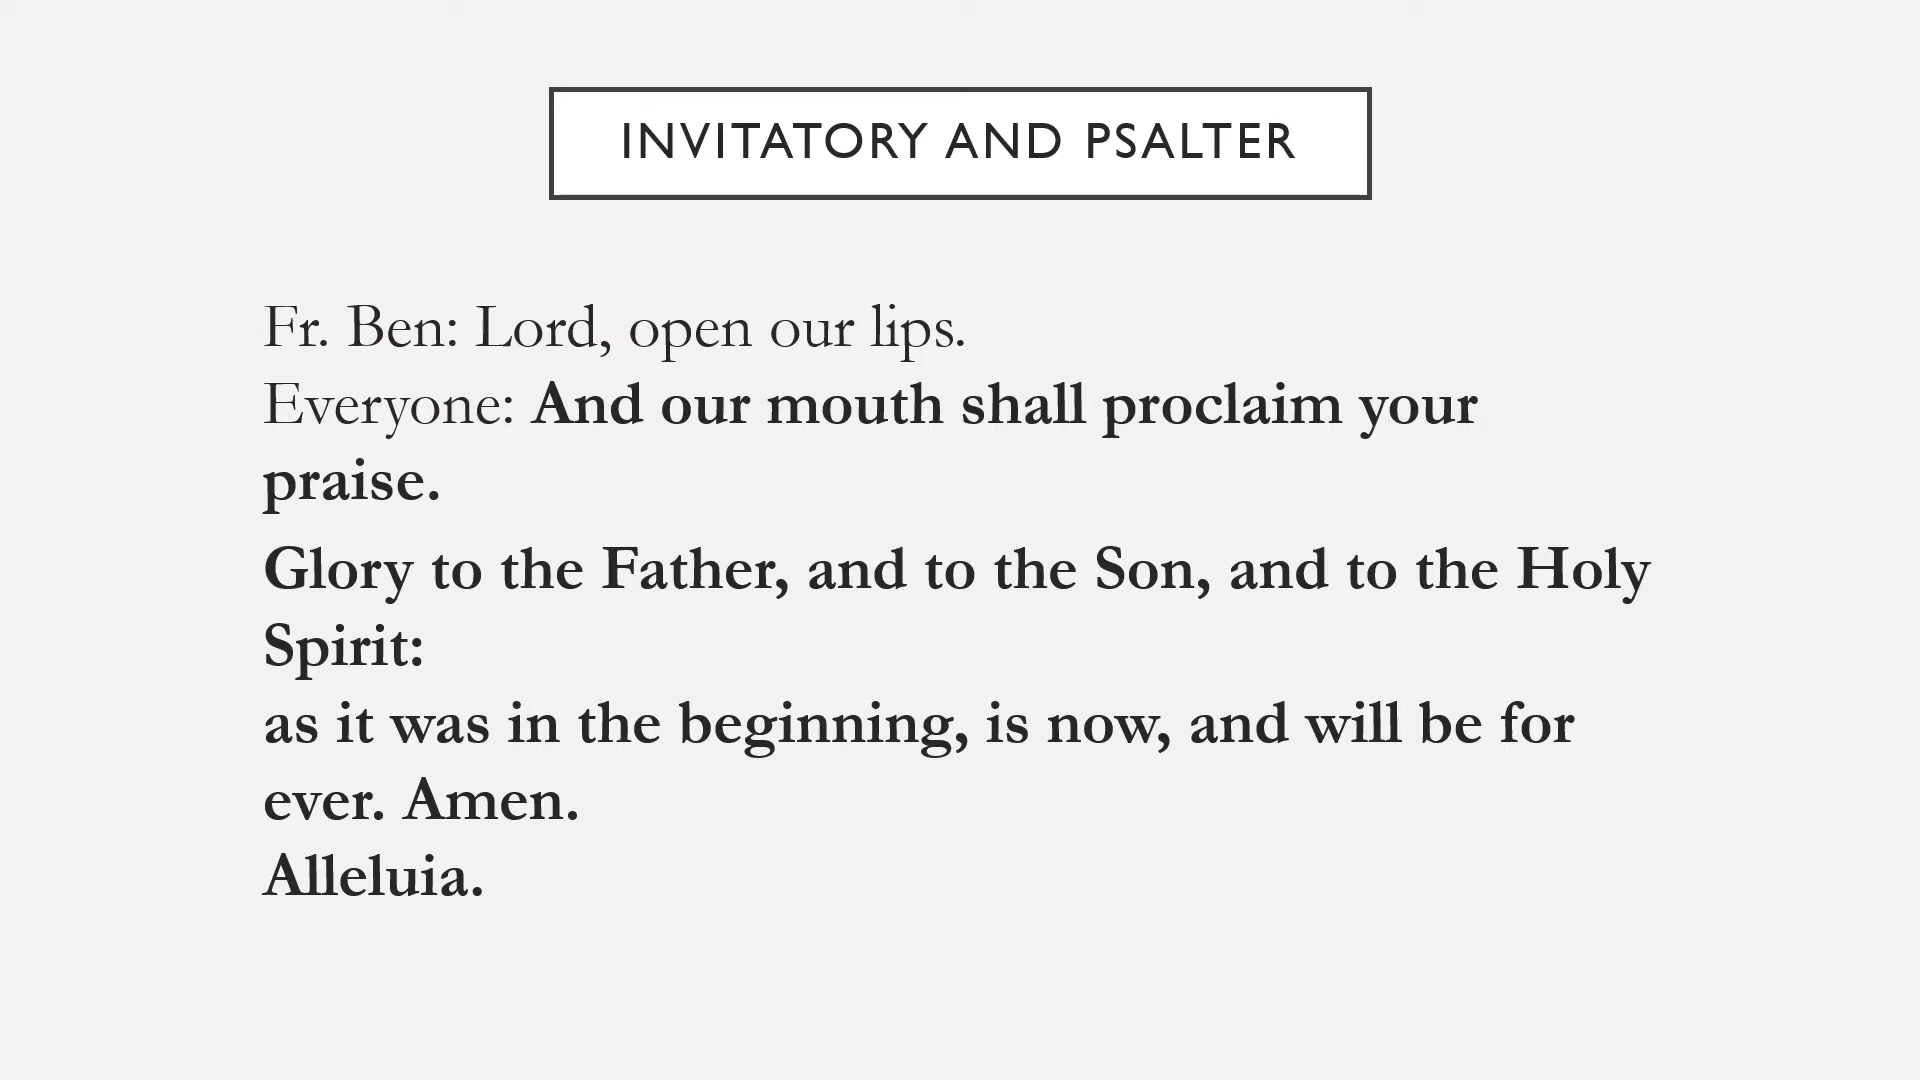 INVITATORY AND PSALTER
Fr. Ben: Lord, open our lips.
Everyone: And our mouth shall proclaim your
praise.
Glory to the Father, and to the Son, and to the Holy
Spirit:
as it was in the beginning, is now, and will be for
ever. Amen.
Alleluia.